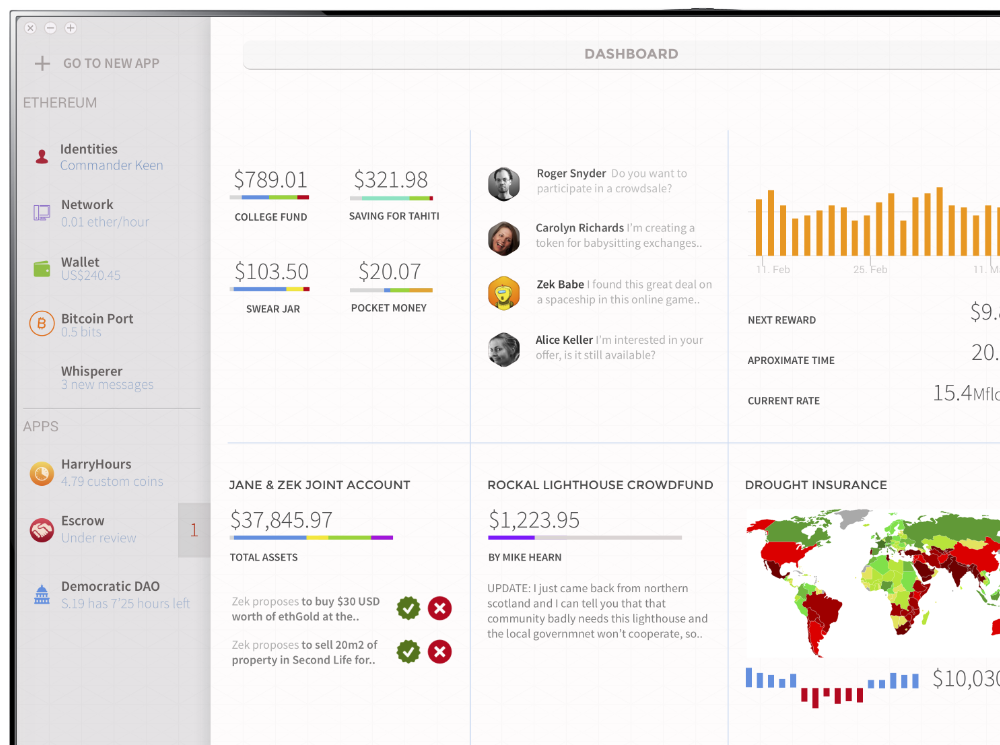 DASHBOARD
GO TO NEW APP
ETHEREUM
Identities
Commander Keen
Network
0.01 ether/hour
Wallet
US$240.45
Bitcoin Port
0.5 bits
Whisperer
3 new messages
APPS
HarryHours
4.79 custom coins
Escrow
Under review
1
Democratic DAO
S.19 has 7'25 hours left
$789.01
COLLEGE FUND
$321.98
SAVING FOR TAHITI
$103.50
SWEAR JAR
$20.07
POCKET MONEY
Roger Snyder Do you want to
participate in a crowdsale?
Carolyn Richards I'm creating a
token for babysitting exchanges..
Zek Babe I found this great deal on
a spaceship in this online game..
Alice Keller I'm interested in your
offer, is it still available?
11. Feb
25. Feb
11. M
NEXT REWARD
$9.
APROXIMATE TIME
20.
CURRENT RATE
15.4Mflo
JANE & ZEK JOINT ACCOUNT
$37,845.97
TOTAL ASSETS
Zek proposes to buy $30 USD
worth of ethGold at the..
Zek proposes to sell 20m2 of
property in Second Life for..
ROCKAL LIGHTHOUSE CROWDFUND
$1,223.95
BY MIKE HEARN
UPDATE: I just came back from northern
scotland and I can tell you that that
community badly needs this lighthouse and
the local governmnet won't cooperate, so..
DROUGHT INSURANCE
$10,030